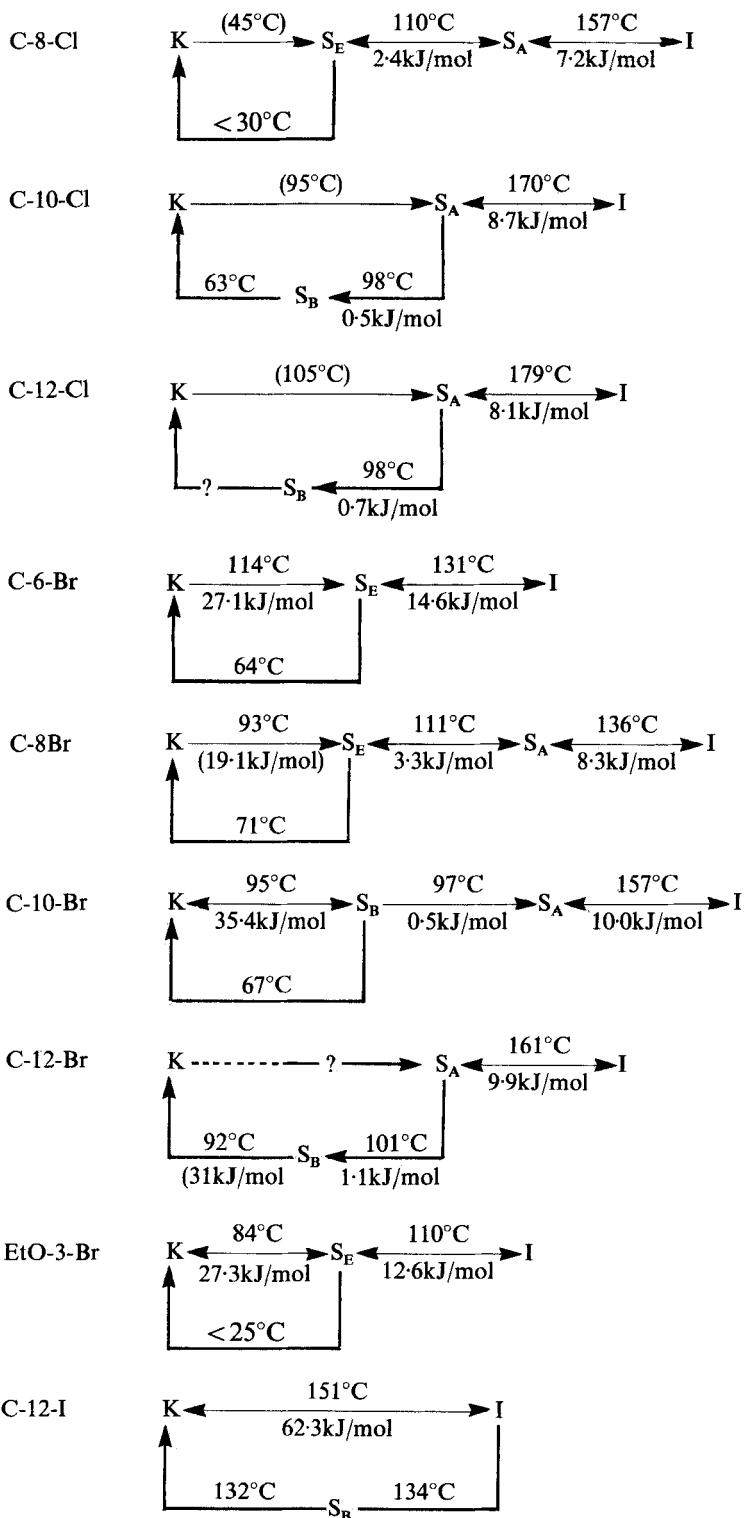 (45°C) 110°C 157°C
C-8-Cl K S_E S_A I
2·4kJ/mol 7·2kJ/mol
<30°C
(95°C) 170°C
C-10-Cl K S_A I
8·7kJ/mol
63°C S_B 98°C
0·5kJ/mol
(105°C) 179°C
C-12-Cl K S_A I
8·1kJ/mol
? S_B 98°C
0·7kJ/mol
114°C 131°C
C-6-Br K S_E I
27·1kJ/mol 14·6kJ/mol
64°C
93°C 111°C 136°C
C-8Br K S_E S_A I
(19·1kJ/mol) 3·3kJ/mol 8·3kJ/mol
71°C
95°C 97°C 157°C
C-10-Br K S_B S_A I
35·4kJ/mol 0·5kJ/mol 10·0kJ/mol
67°C
161°C
C-12-Br K ? S_A I
9·9kJ/mol
92°C S_B 101°C
(31kJ/mol 1·1kJ/mol
84°C 110°C
EtO-3-Br K S_E I
27·3kJ/mol 12·6kJ/mol
<25°C
151°C
C-12-I K I
62·3kJ/mol
132°C S_B 134°C